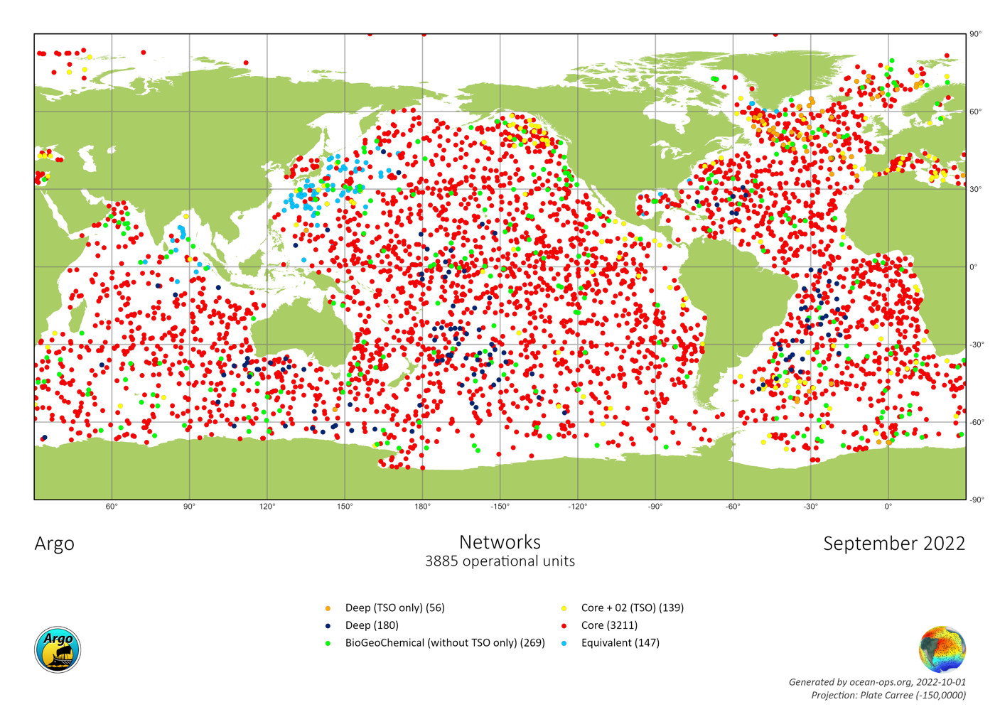 90°
60°
30°
0°
-30°
-60°
-90°
60° 90° 120° 150° 180° -150° -120° -90° -60° -30° 0°
Argo Networks September 2022
3885 operational units
Deep (TSO only) (56) Core + 02 (TSO) (139)
Deep (180) Core (3211)
BioGeoChemical (without TSO only) (269) Equivalent (147)
Argo
Generated by ocean-ops.org, 2022-10-01
Projection: Plate Carree (-150,0000)